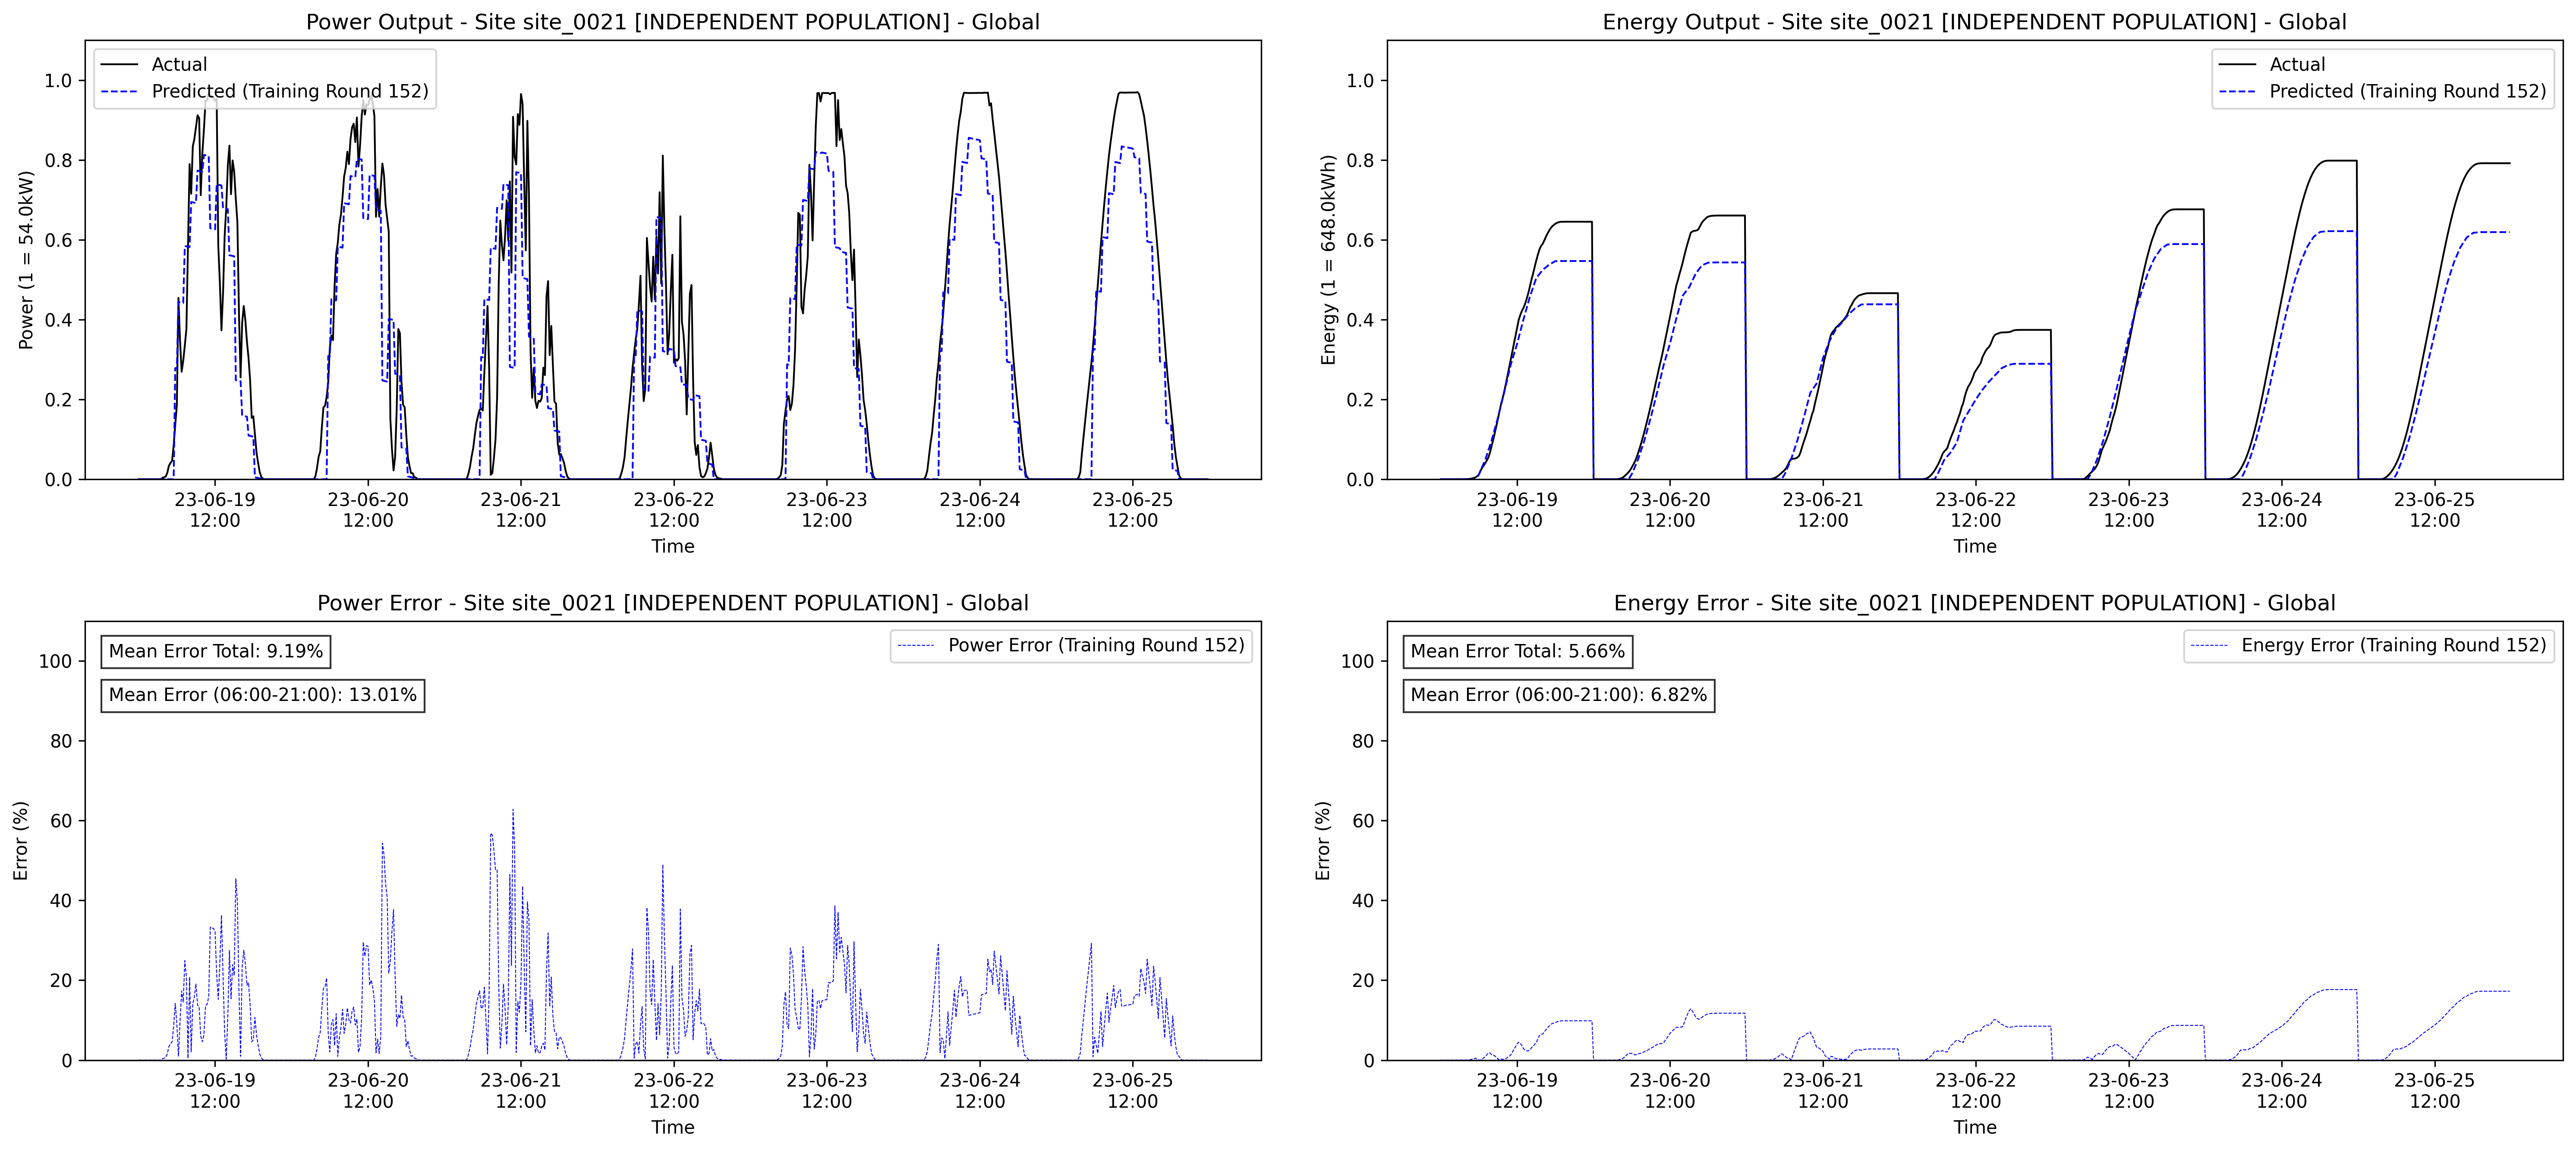 Power Output - Site site_0021 [INDEPENDENT POPULATION] - Global
Actual
Predicted (Training Round 152)
Power (1 = 54.0kW)
1.0
0.8
0.6
0.4
0.2
0.0
23-06-19 23-06-20 23-06-21 23-06-22 23-06-23 23-06-24 23-06-25
12:00 12:00 12:00 12:00 12:00 12:00 12:00
Time
Energy Output - Site site_0021 [INDEPENDENT POPULATION] - Global
Actual
Predicted (Training Round 152)
Energy (1 = 648.0kWh)
1.0
0.8
0.6
0.4
0.2
0.0
23-06-19 23-06-20 23-06-21 23-06-22 23-06-23 23-06-24 23-06-25
12:00 12:00 12:00 12:00 12:00 12:00 12:00
Time
Power Error - Site site_0021 [INDEPENDENT POPULATION] - Global
Mean Error Total: 9.19%
Mean Error (06:00-21:00): 13.01%
Power Error (Training Round 152)
Error (%)
100
80
60
40
20
0
23-06-19 23-06-20 23-06-21 23-06-22 23-06-23 23-06-24 23-06-25
12:00 12:00 12:00 12:00 12:00 12:00 12:00
Time
Energy Error - Site site_0021 [INDEPENDENT POPULATION] - Global
Mean Error Total: 5.66%
Mean Error (06:00-21:00): 6.82%
Energy Error (Training Round 152)
Error (%)
100
80
60
40
20
0
23-06-19 23-06-20 23-06-21 23-06-22 23-06-23 23-06-24 23-06-25
12:00 12:00 12:00 12:00 12:00 12:00 12:00
Time